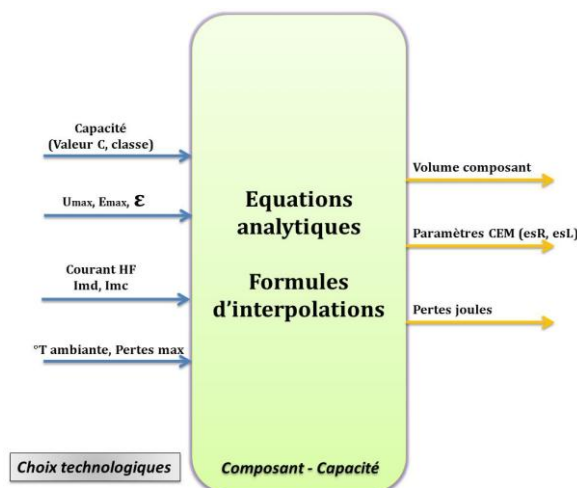 Capacité
(Valeur C, classe)
Umax, Emax, ε
Courant HF
Imd, Imc
°T ambiante, Pertes max
Equations
analytiques
Formules
d'interpolations
Volume composant
Paramètres CEM (esR, esL)
Pertes joules
Choix technologiques
Composant - Capacité